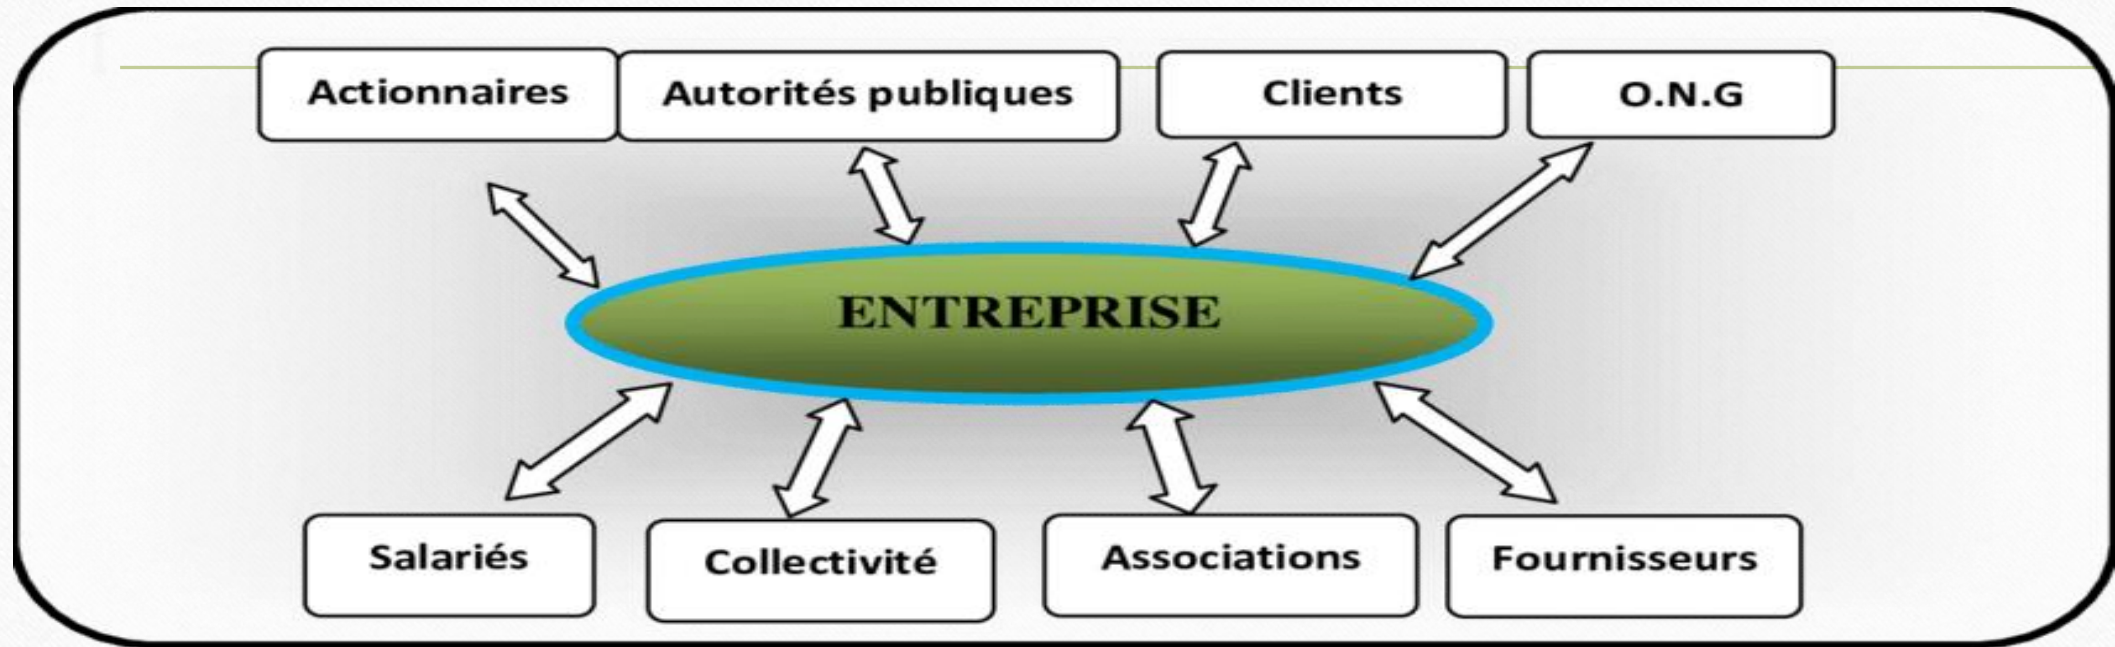 Actionnaires
Autorités publiques
Clients
O.N.G
ENTREPRISE
Salariés
Collectivité
Associations
Fournisseurs